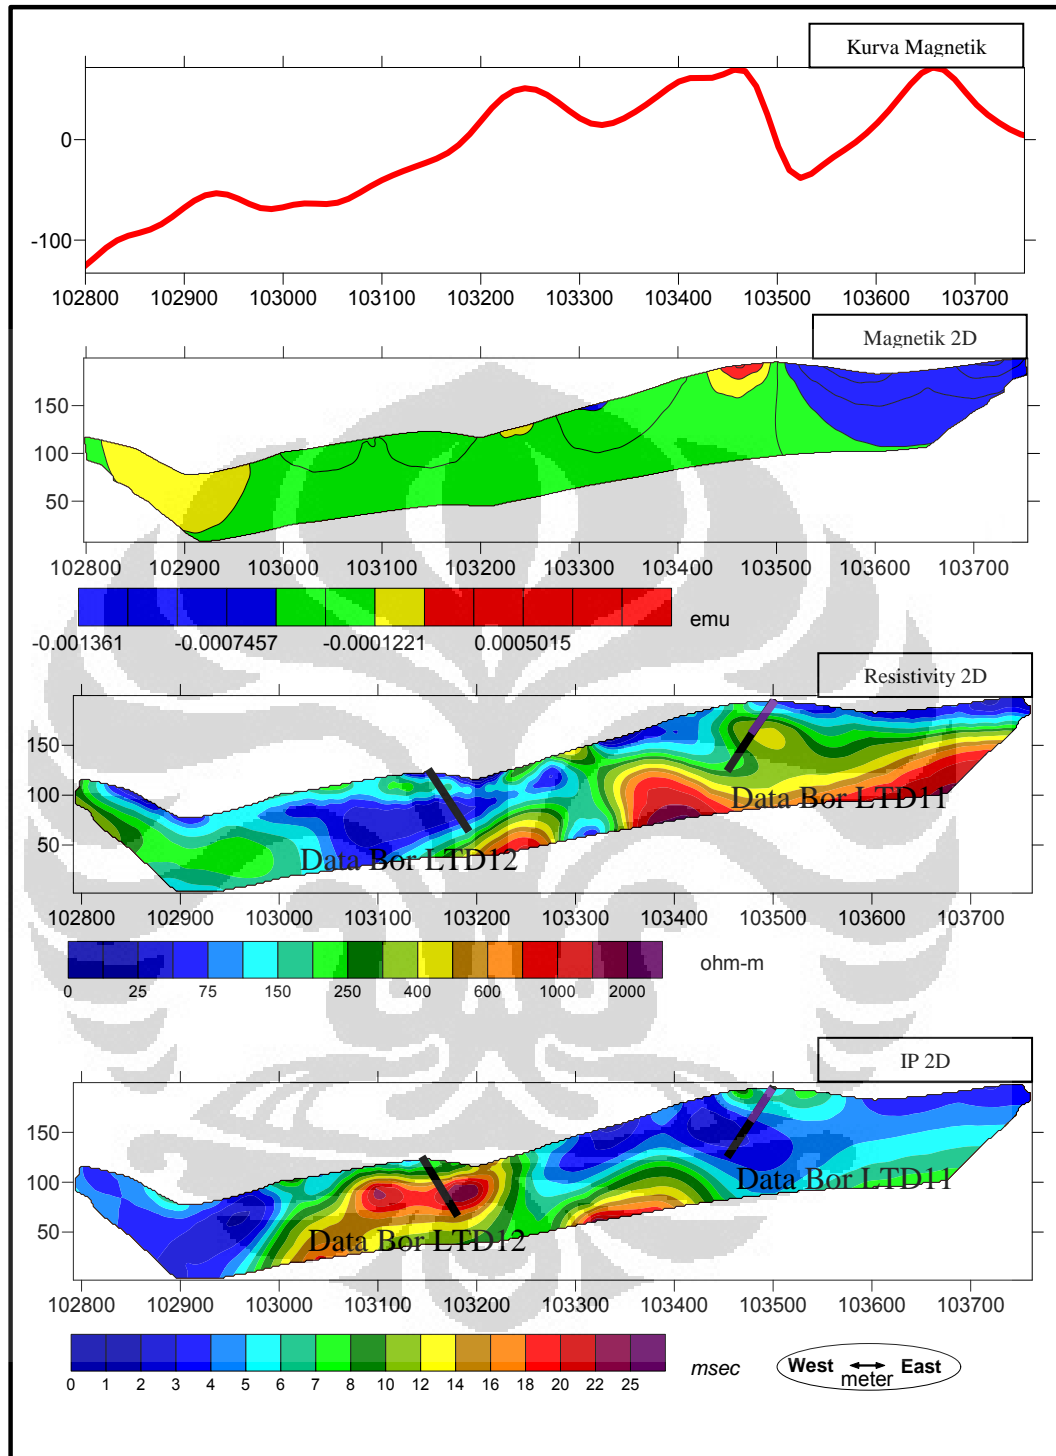 Kurva Magnetik
0
-100
102800 102900 103000 103100 103200 103300 103400 103500 103600 103700
Magnetik 2D
150
100
50
102800 102900 103000 103100 103200 103300 103400 103500 103600 103700
emu
-0.001361 -0.0007457 -0.0001221 0.0005015
Resistivity 2D
150
100
50
Data Bor LTD11
Data Bor LTD12
102800 102900 103000 103100 103200 103300 103400 103500 103600 103700
ohm-m
0 25 75 150 250 400 600 1000 2000
IP 2D
150
100
50
Data Bor LTD11
Data Bor LTD12
102800 102900 103000 103100 103200 103300 103400 103500 103600 103700
msec
0 1 2 3 4 5 6 7 8 10 12 14 16 18 20 22 25
West East
meter